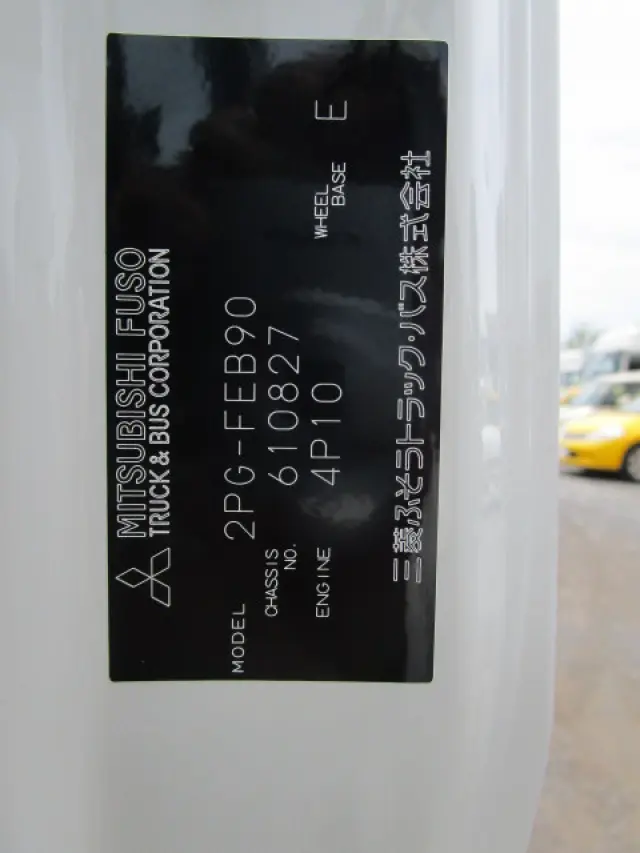 MITSUBISHI FUSO
TRUCK & BUS CORPORATION
MODEL 2PG-FEB90
CHASSIS NO. 610827
ENGINE 4P10 WHEEL BASE E
三菱ふそうトラック・バス株式会社